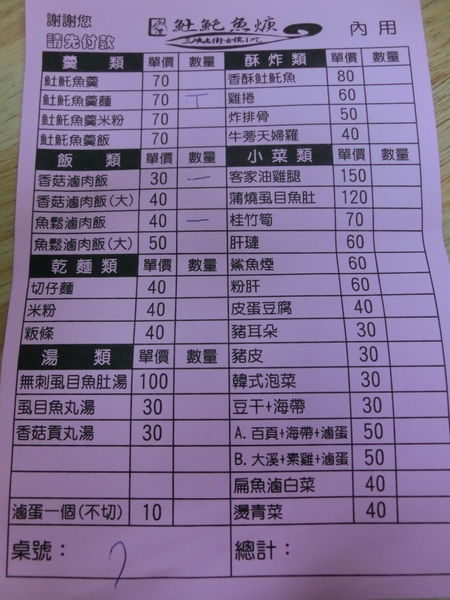 謝謝您
請先付款
魠魠魚焿
內用
羹類 單價 數量
魠魠魚羹 70
魠魠魚羹麵 70 T
魠魠魚羹米粉 70
魠魠魚羹飯 70
飯類 單價 數量
香菇滷肉飯 30 一
香菇滷肉飯(大) 40
魚鬆滷肉飯 40 一
魚鬆滷肉飯(大) 50
乾麵類 單價 數量
切仔麵 40
米粉 40
粄條 40
湯類 單價 數量
無刺虱目魚肚湯 100
虱目魚丸湯 30
香菇貢丸湯 30
滷蛋一個(不切) 10
桌號： 7
酥炸類 單價 數量
香酥魠魠魚 80
雞捲 60
炸排骨 50
牛蒡天婦羅 40
小菜類 單價 數量
客家油雞腿 150
蒲燒虱目魚肚 120
桂竹筍 70
肝璉 60
鯊魚煙 60
粉肝 60
皮蛋豆腐 40
豬耳朵 30
豬皮 30
韓式泡菜 30
豆干+海帶 30
A.百頁+海帶+滷蛋 50
B.大溪+素雞+滷蛋 50
扁魚滷白菜 40
燙青菜 40
總計：